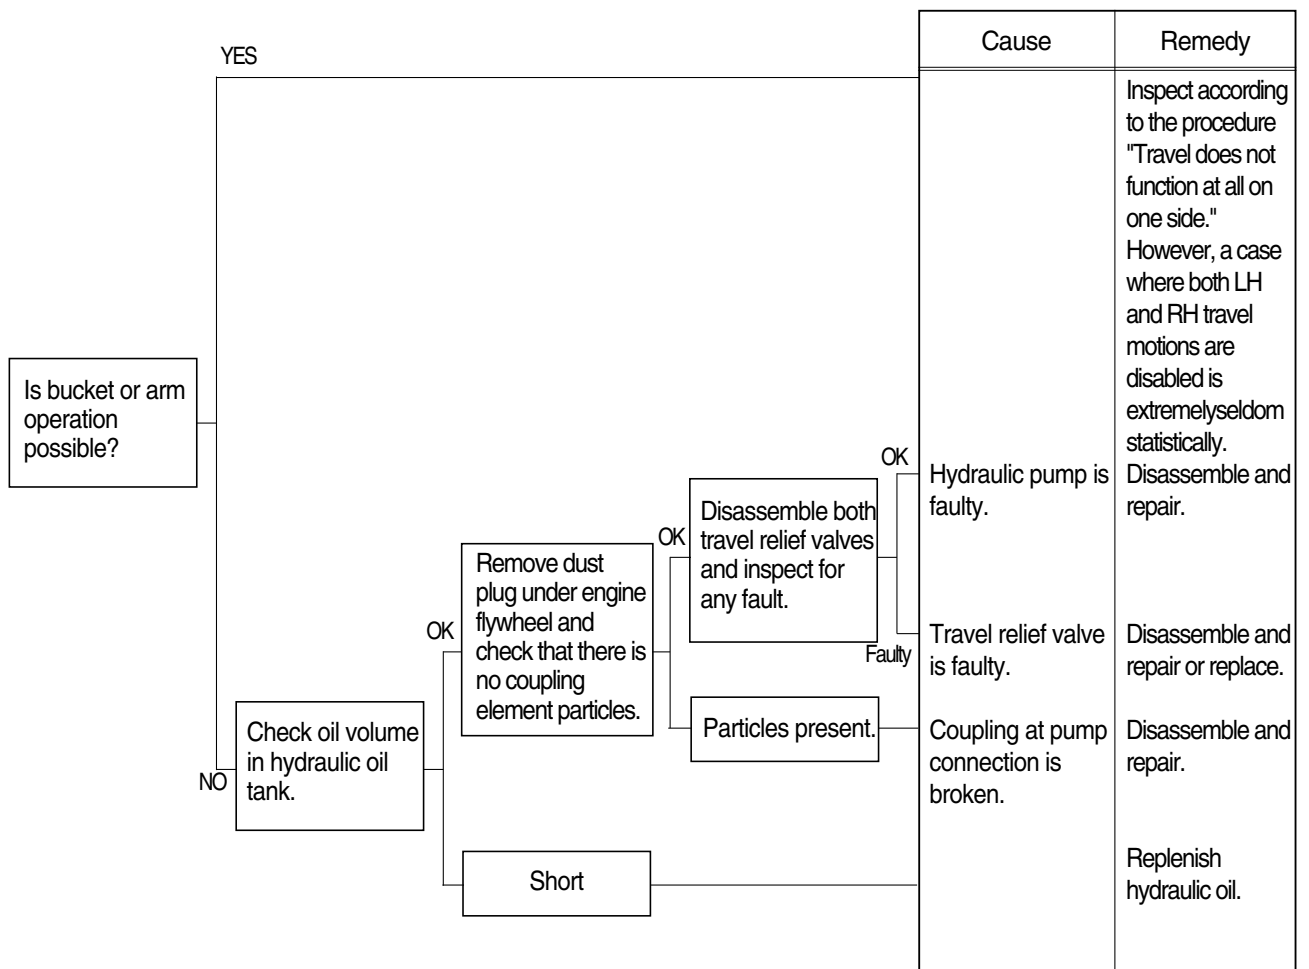 Cause
Remedy
YES
Inspect according
to the procedure
"Travel does not
function at all on
one side."
However, a case
where both LH
and RH travel
motions are
disabled is
extremelyseldom
statistically.
Is bucket or arm
operation
possible?
NO
Check oil volume
in hydraulic oil
tank.
OK
Remove dust
plug under engine
flywheel and
check that there is
no coupling
element particles.
OK
Disassemble both
travel relief valves
and inspect for
any fault.
OK
Hydraulic pump is
faulty.
Disassemble and
repair.
Faulty
Travel relief valve
is faulty.
Disassemble and
repair or replace.
Particles present.
Coupling at pump
connection is
broken.
Disassemble and
repair.
Short
Replenish
hydraulic oil.